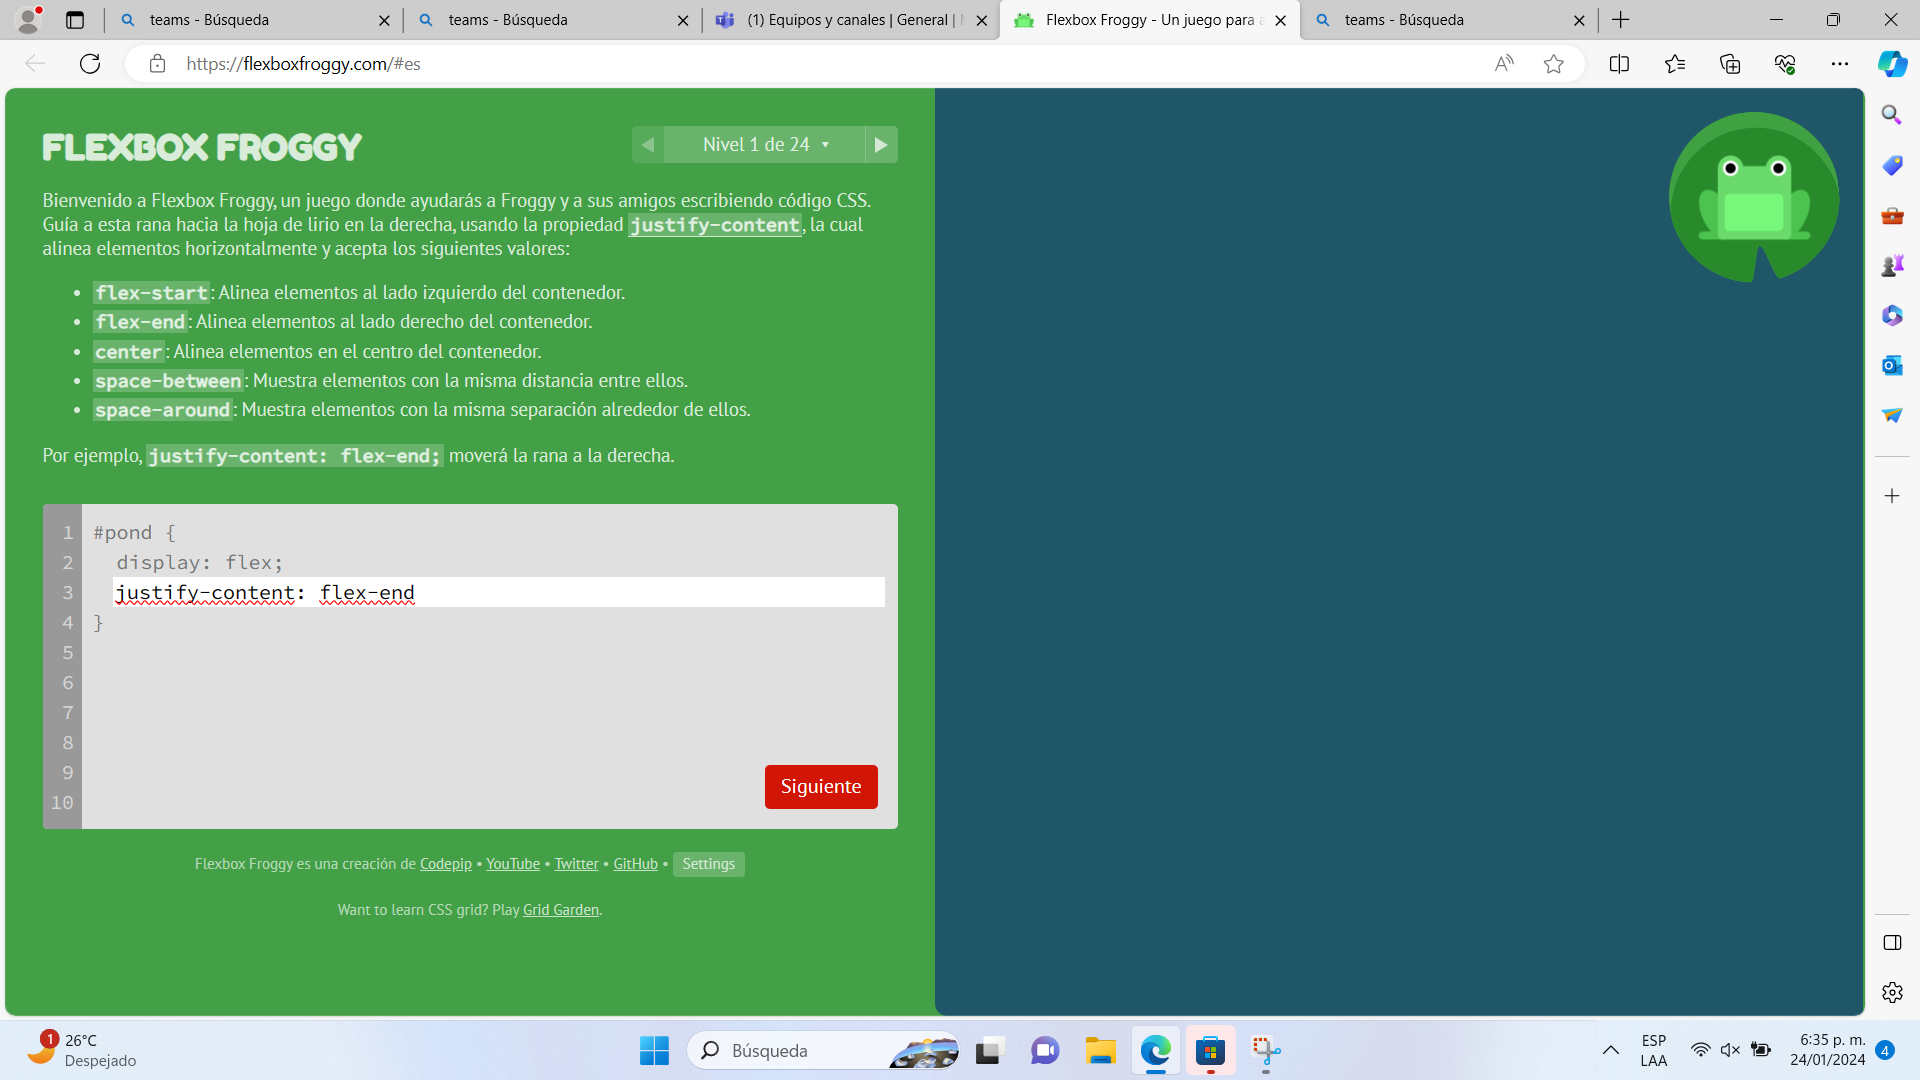 teams - Búsqueda
teams - Búsqueda
(1) Equipos y canales | General |
Flexbox Froggy - Un juego para
teams - Búsqueda
https://flexboxfroggy.com/#es
FLEXBOX FROGGY
Nivel 1 de 24 ▾
Bienvenido a Flexbox Froggy, un juego donde ayudarás a Froggy y a sus amigos escribiendo código CSS.
Guía a esta rana hacia la hoja de lirio en la derecha, usando la propiedad justify-content, la cual
alinea elementos horizontalmente y acepta los siguientes valores:
• flex-start: Alinea elementos al lado izquierdo del contenedor.
• flex-end: Alinea elementos al lado derecho del contenedor.
• center: Alinea elementos en el centro del contenedor.
• space-between: Muestra elementos con la misma distancia entre ellos.
• space-around: Muestra elementos con la misma separación alrededor de ellos.
Por ejemplo, justify-content: flex-end; moverá la rana a la derecha.
1 #pond {
2 display: flex;
3 justify-content: flex-end
4 }
5
6
7
8
9
10
Siguiente
Flexbox Froggy es una creación de Codepip • YouTube • Twitter • GitHub • Settings
Want to learn CSS grid? Play Grid Garden.
1
26°C
Despejado
Búsqueda
ESP
LAA
6:35 p. m.
24/01/2024
4